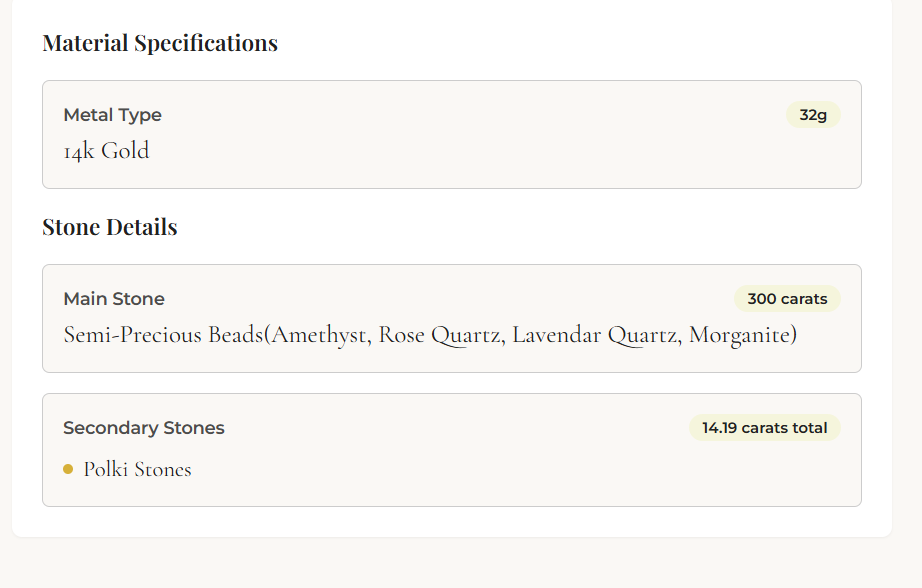 Material Specifications
Metal Type
32g
14k Gold
Stone Details
Main Stone
300 carats
Semi-Precious Beads(Amethyst, Rose Quartz, Lavendar Quartz, Morganite)
Secondary Stones
14.19 carats total
Polki Stones